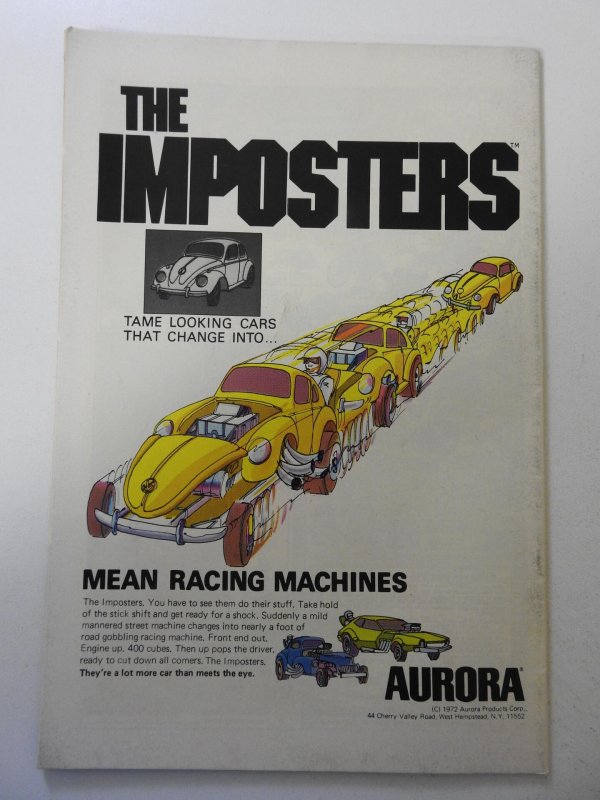 THE
IMPOSTERS™
TAME LOOKING CARS
THAT CHANGE INTO...
MEAN RACING MACHINES
The Imposters. You have to see them do their stuff. Take hold
of the stick shift and get ready for a shock. Suddenly a mild
mannered street machine changes into nearly a foot of
road gobbling racing machine. Front end out.
Engine up. 400 cubes. Then up pops the driver,
ready to cut down all comers. The Imposters.
They're a lot more car than meets the eye.
AURORA®
(C) 1972 Aurora Products Corp.,
44 Cherry Valley Road, West Hempstead, N.Y. 11552